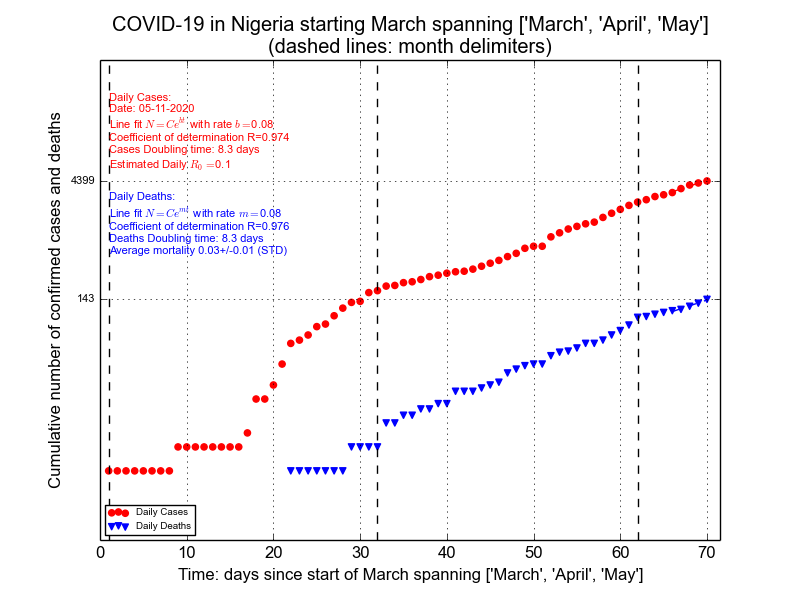 COVID-19 in Nigeria starting March spanning ['March', 'April', 'May']
(dashed lines: month delimiters)
Daily Cases:
Date: 05-11-2020
Line fit N=Ce^{bt} with rate b=0.08
Coefficient of determination R=0.974
Cases Doubling time: 8.3 days
Estimated Daily R_0 =0.1
4399
Daily Deaths:
Line fit N=Ce^{mt} with rate m=0.08
Coefficient of determination R=0.976
Deaths Doubling time: 8.3 days
Average mortality 0.03+/-0.01 (STD)
143
Cumulative number of confirmed cases and deaths
Daily Cases
Daily Deaths
0 10 20 30 40 50 60 70
Time: days since start of March spanning ['March', 'April', 'May']